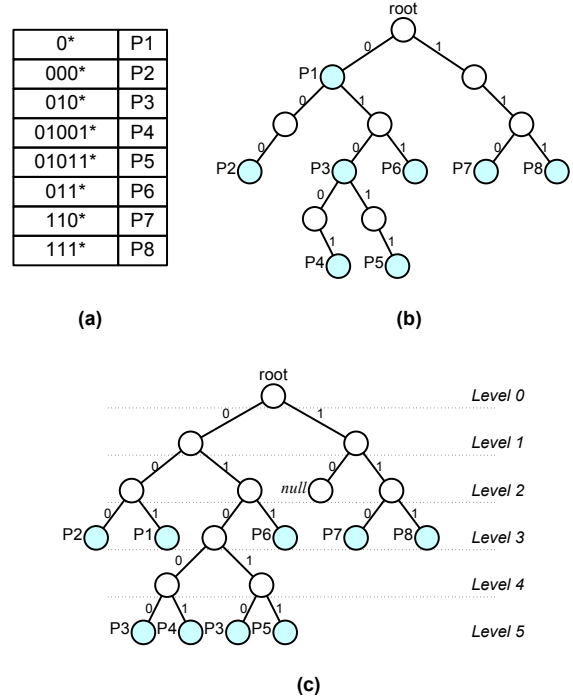 0* P1
000* P2
010* P3
01001* P4
01011* P5
011* P6
110* P7
111* P8
(a)
root
0 1
P1
0 1 1
0 0 1 0 1
P2 P3 P6 P7 P8
0 1
1 1
P4 P5
(b)
root
Level 0
0 1
Level 1
0 1 0 1
null
Level 2
0 1 0 1 0 1
P2 P1 P6 P7 P8
Level 3
0 1
Level 4
0 1 0 1
P3 P4 P3 P5
Level 5
(c)